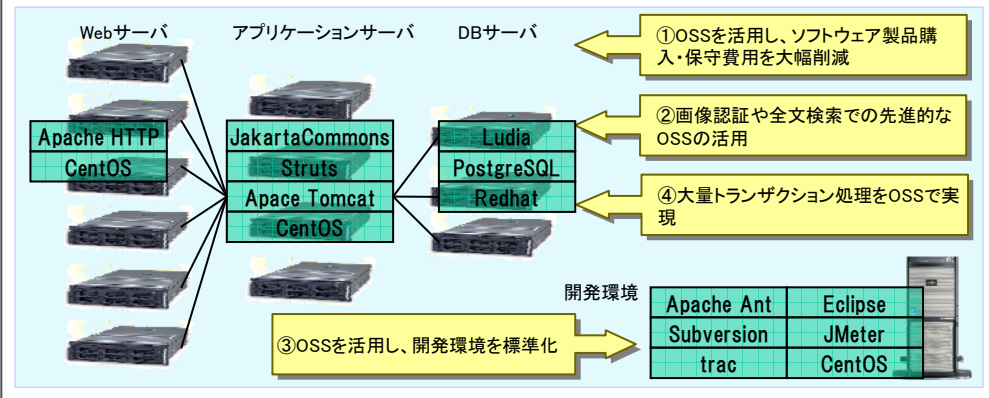 Webサーバ
アプリケーションサーバ
DBサーバ
①OSSを活用し、ソフトウェア製品購
入・保守費用を大幅削減
②画像認証や全文検索での先進的な
OSSの活用
Apache HTTP
CentOS
JakartaCommons
Struts
Apace Tomcat
CentOS
Ludia
PostgreSQL
Redhat
④大量トランザクション処理をOSSで実
現
開発環境
③OSSを活用し、開発環境を標準化
Apache Ant
Eclipse
Subversion
JMeter
trac
CentOS